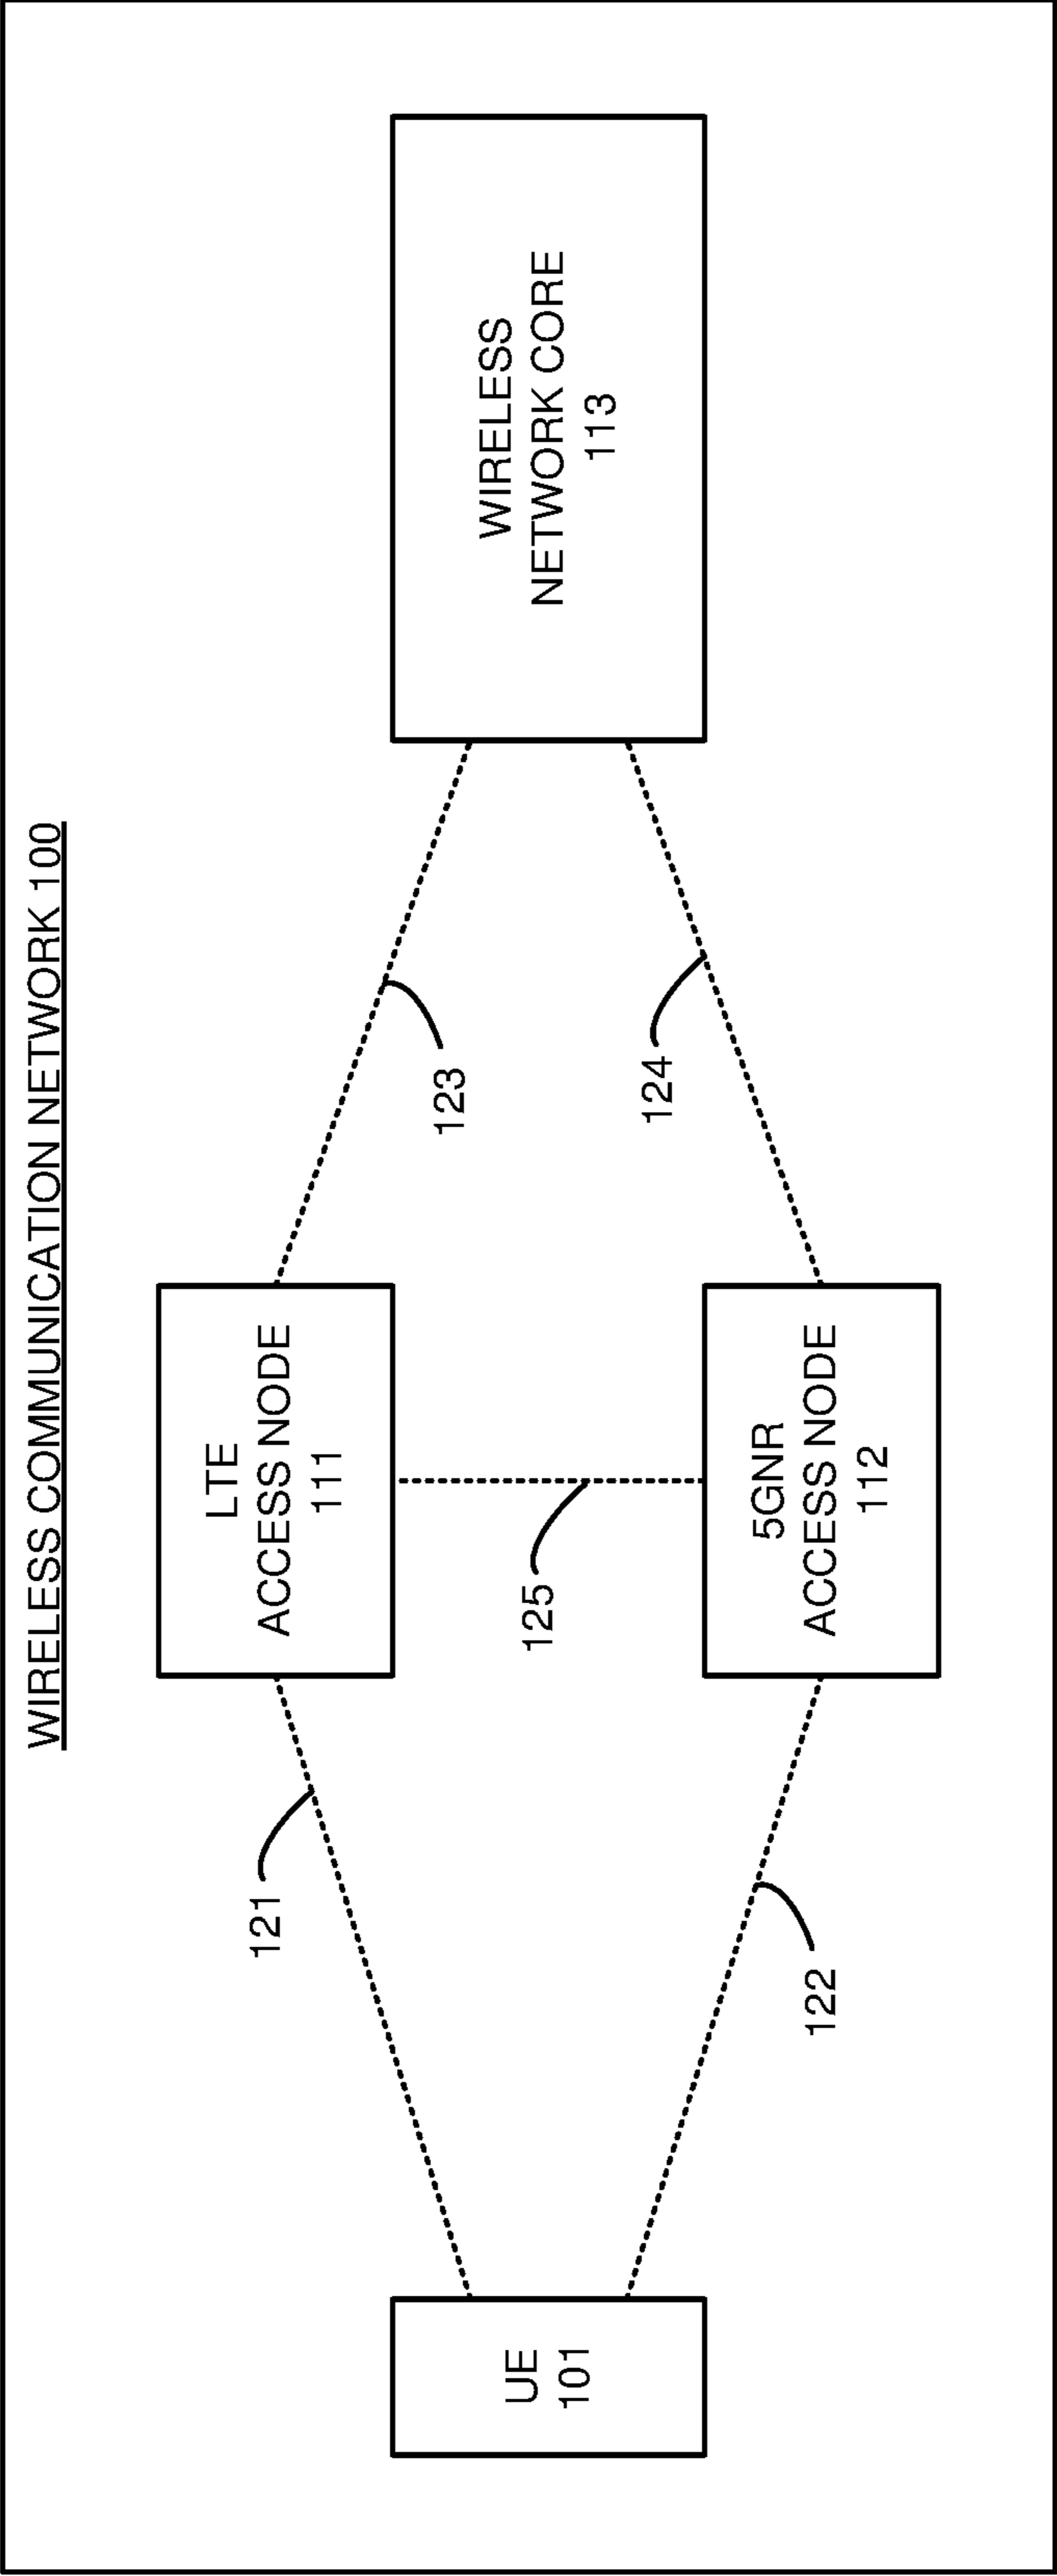 WIRELESS COMMUNICATION NETWORK 100
UE
101
121
122
LTE
ACCESS NODE
111
125
5GNR
ACCESS NODE
112
123
124
WIRELESS
NETWORK CORE
113